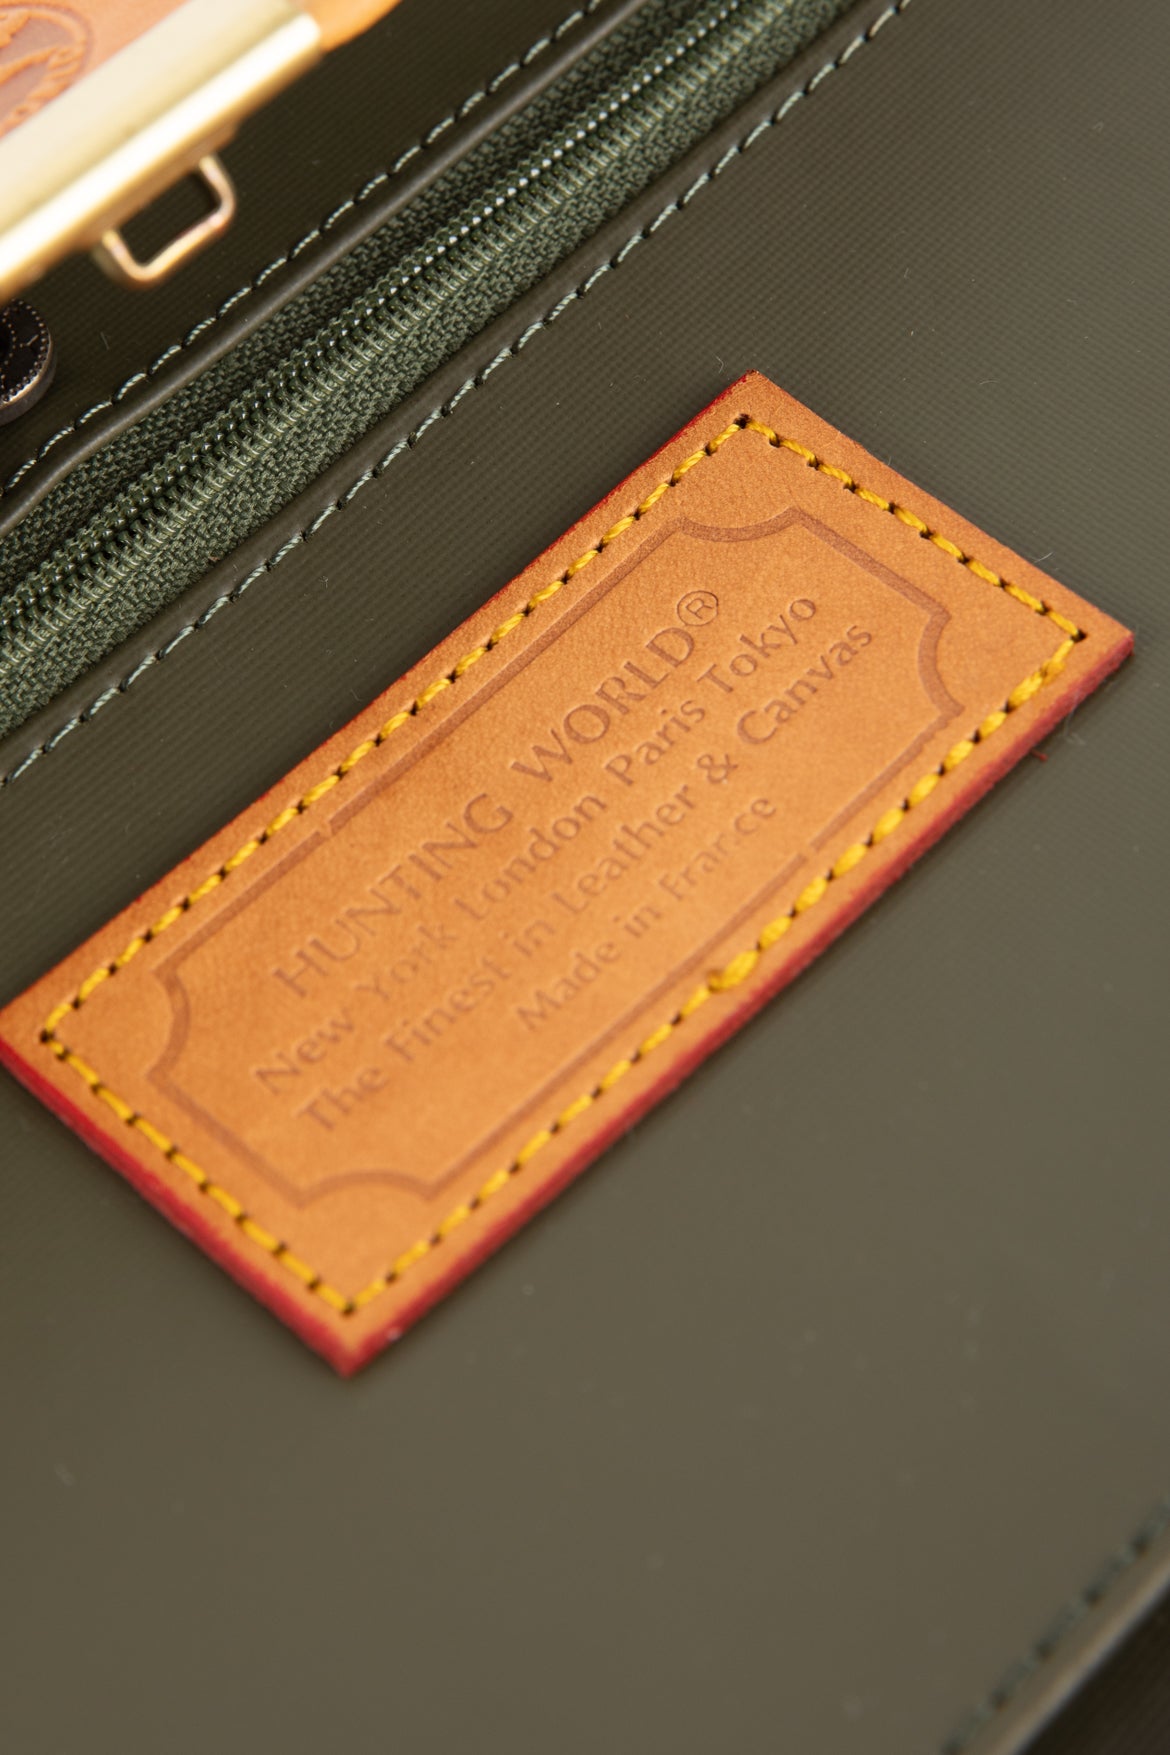 HUNTING WORLD®
New York London Paris Tokyo
The Finest in Leather & Canvas
Made in France